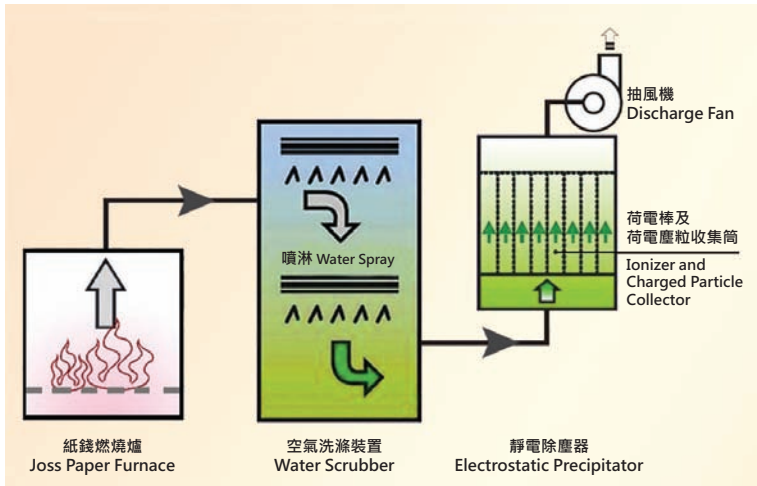 抽風機
Discharge Fan
荷電棒及
荷電塵粒收集筒
Ionizer and
Charged Particle
Collector
噴淋 Water Spray
紙錢燃燒爐
Joss Paper Furnace
空氣洗滌裝置
Water Scrubber
靜電除塵器
Electrostatic Precipitator